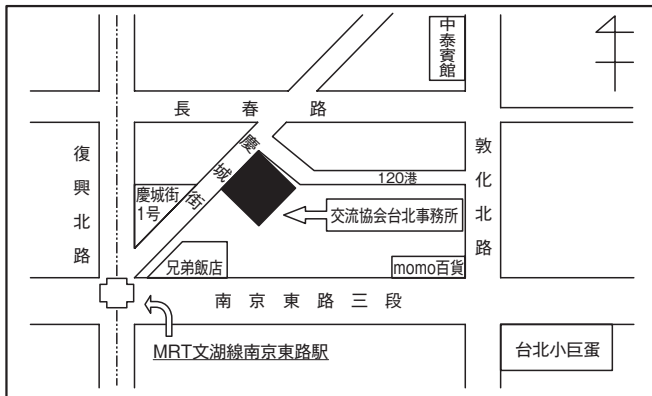 中泰賓館
長春路
復興北路
慶城街
敦化北路
120港
慶城街
1号
交流協会台北事務所
兄弟飯店
momo百貨
南京東路三段
MRT文湖線南京東路駅
台北小巨蛋